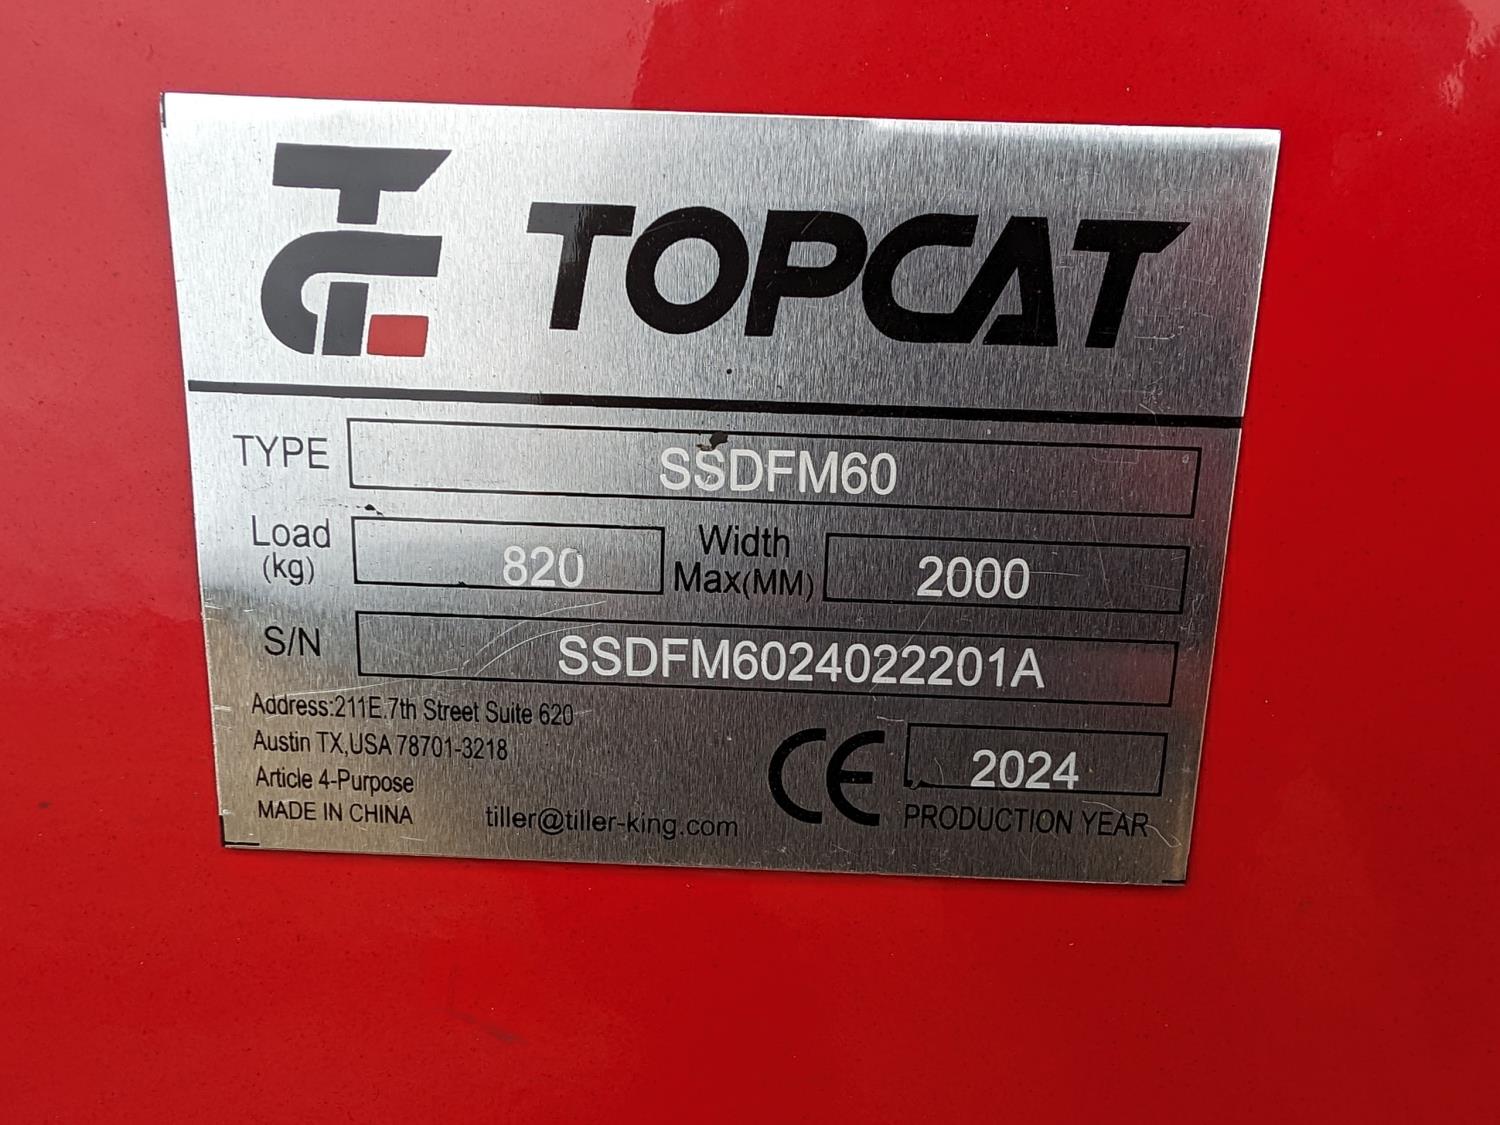 TC
TOPCAT
TYPE SSDFM60
Load (kg) 820 Width Max(MM) 2000
S/N SSDFM6024022201A
Address:211E.7th Street Suite 620
Austin TX,USA 78701-3218
Article 4-Purpose
MADE IN CHINA
tiller@tiller-king.com
CE
2024
PRODUCTION YEAR